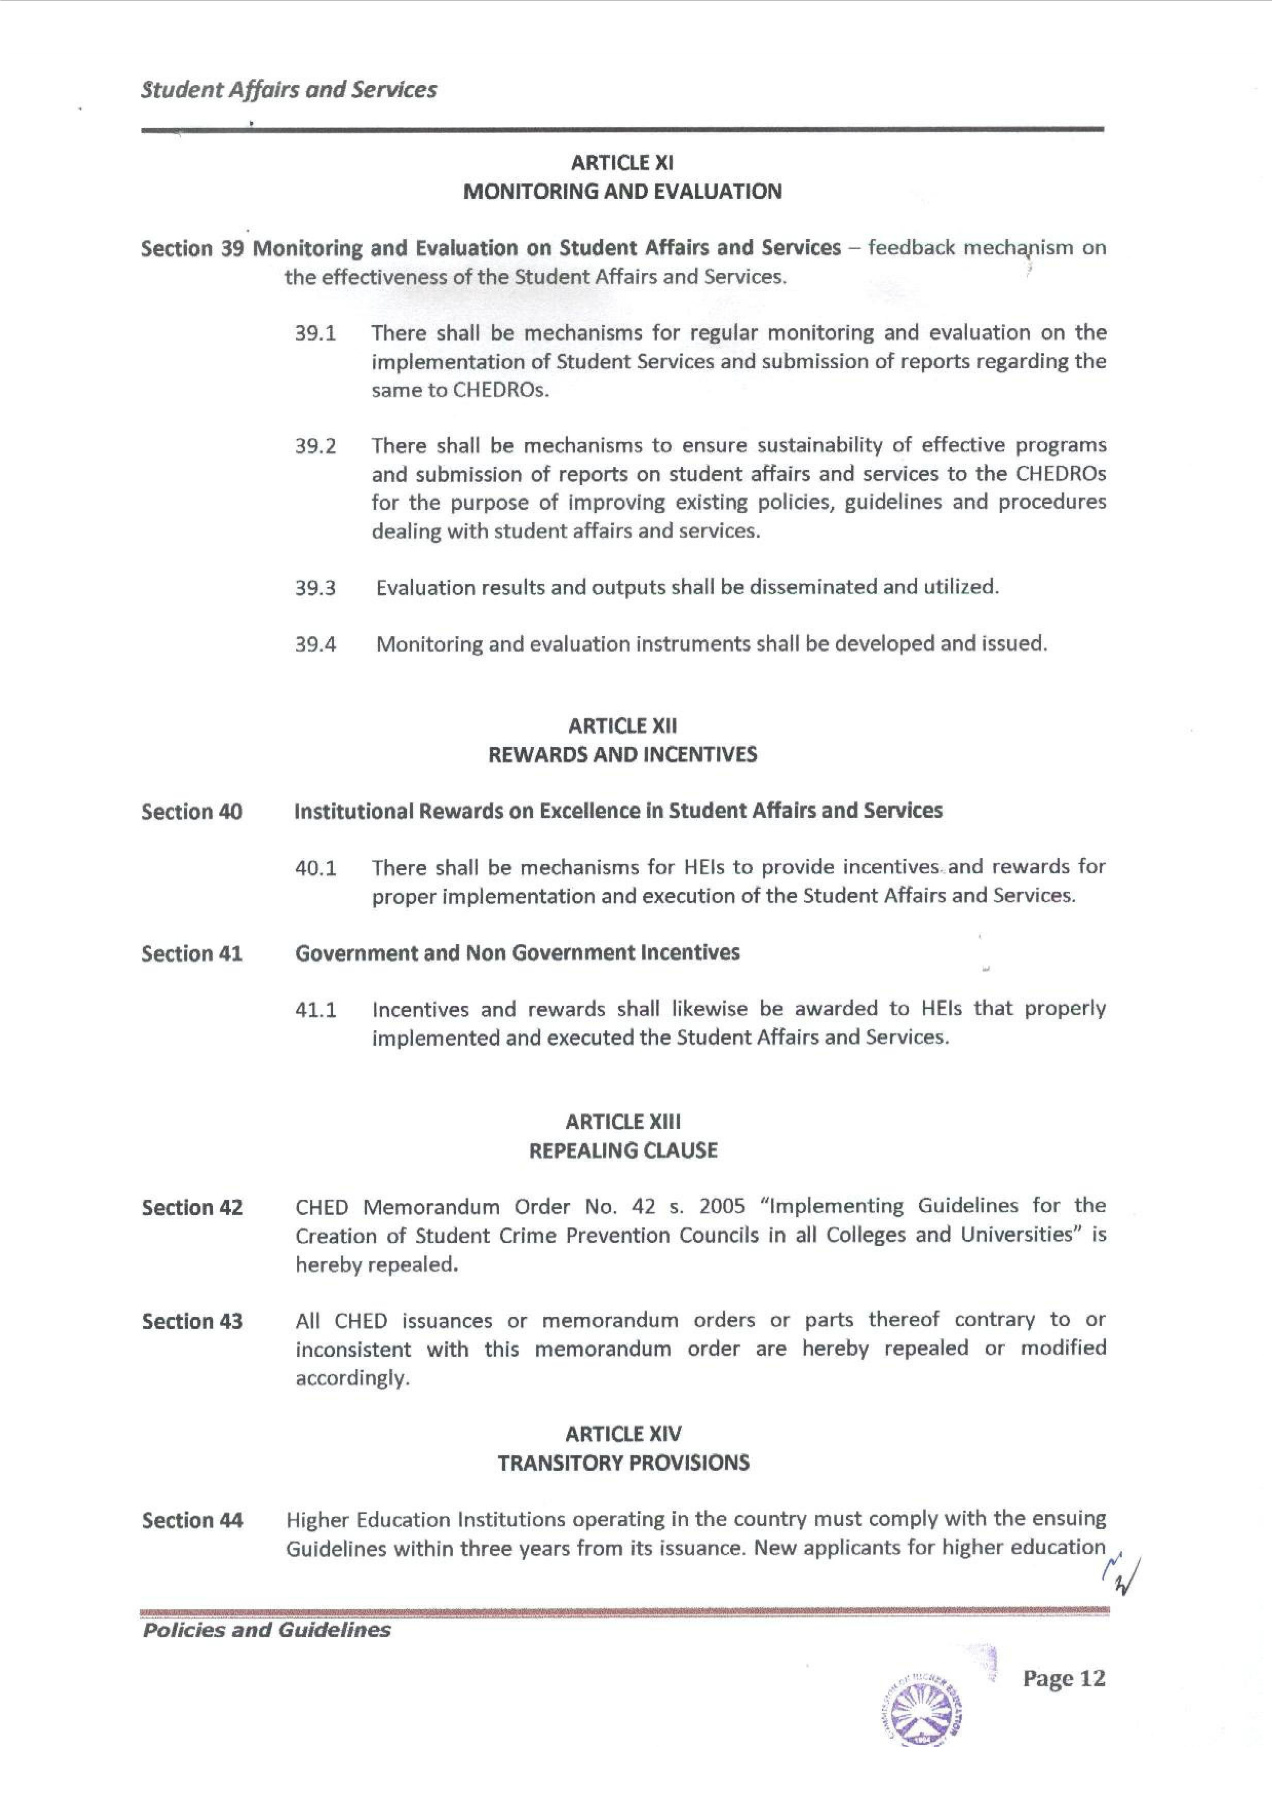 Student Affairs and Services
ARTICLE XI
MONITORING AND EVALUATION
Section 39 Monitoring and Evaluation on Student Affairs and Services – feedback mechanism on
the effectiveness of the Student Affairs and Services.
39.1 There shall be mechanisms for regular monitoring and evaluation on the
implementation of Student Services and submission of reports regarding the
same to CHEDROs.
39.2 There shall be mechanisms to ensure sustainability of effective programs
and submission of reports on student affairs and services to the CHEDROs
for the purpose of improving existing policies, guidelines and procedures
dealing with student affairs and services.
39.3 Evaluation results and outputs shall be disseminated and utilized.
39.4 Monitoring and evaluation instruments shall be developed and issued.
ARTICLE XII
REWARDS AND INCENTIVES
Section 40 Institutional Rewards on Excellence in Student Affairs and Services
40.1 There shall be mechanisms for HEIs to provide incentives and rewards for
proper implementation and execution of the Student Affairs and Services.
Section 41 Government and Non Government Incentives
41.1 Incentives and rewards shall likewise be awarded to HEIs that properly
implemented and executed the Student Affairs and Services.
ARTICLE XIII
REPEALING CLAUSE
Section 42 CHED Memorandum Order No. 42 s. 2005 “Implementing Guidelines for the
Creation of Student Crime Prevention Councils in all Colleges and Universities” is
hereby repealed.
Section 43 All CHED issuances or memorandum orders or parts thereof contrary to or
inconsistent with this memorandum order are hereby repealed or modified
accordingly.
ARTICLE XIV
TRANSITORY PROVISIONS
Section 44 Higher Education Institutions operating in the country must comply with the ensuing
Guidelines within three years from its issuance. New applicants for higher education
Policies and Guidelines
Page 12
COMMISSION OF HIGHER EDUCATION
1994